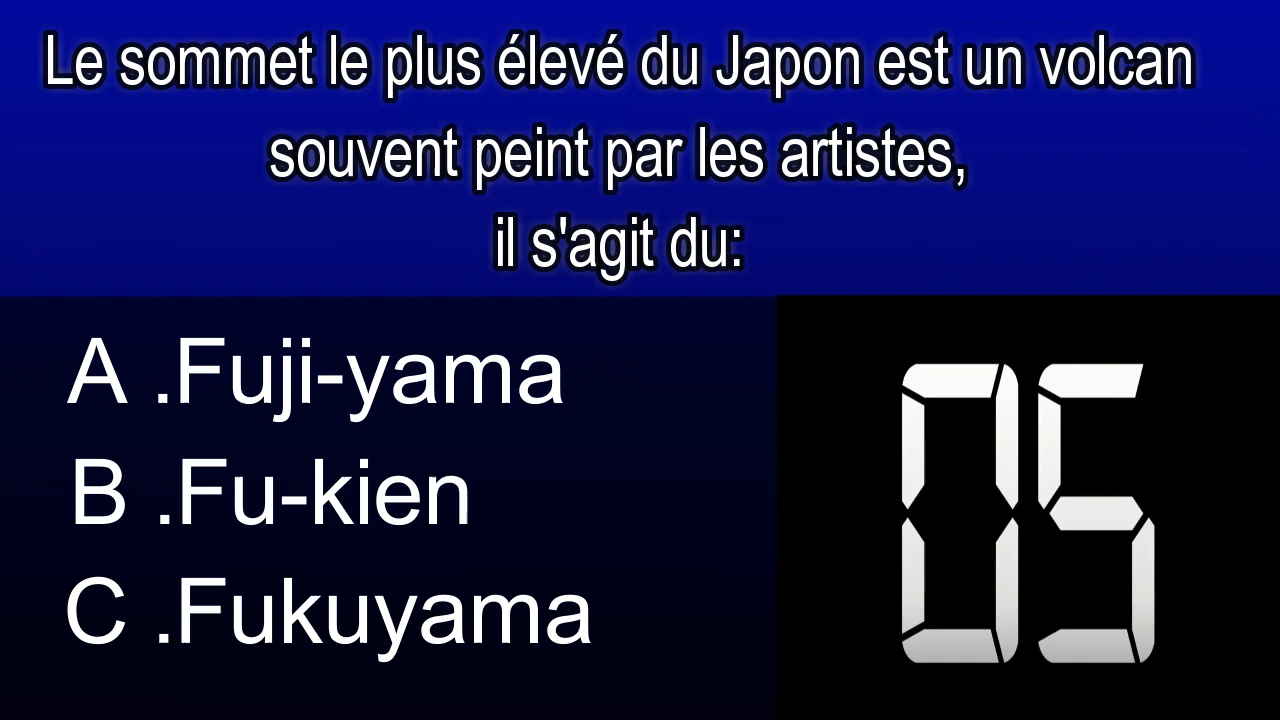 Le sommet le plus élevé du Japon est un volcan
souvent peint par les artistes,
il s'agit du:
A .Fuji-yama
B .Fu-kien
C .Fukuyama
05